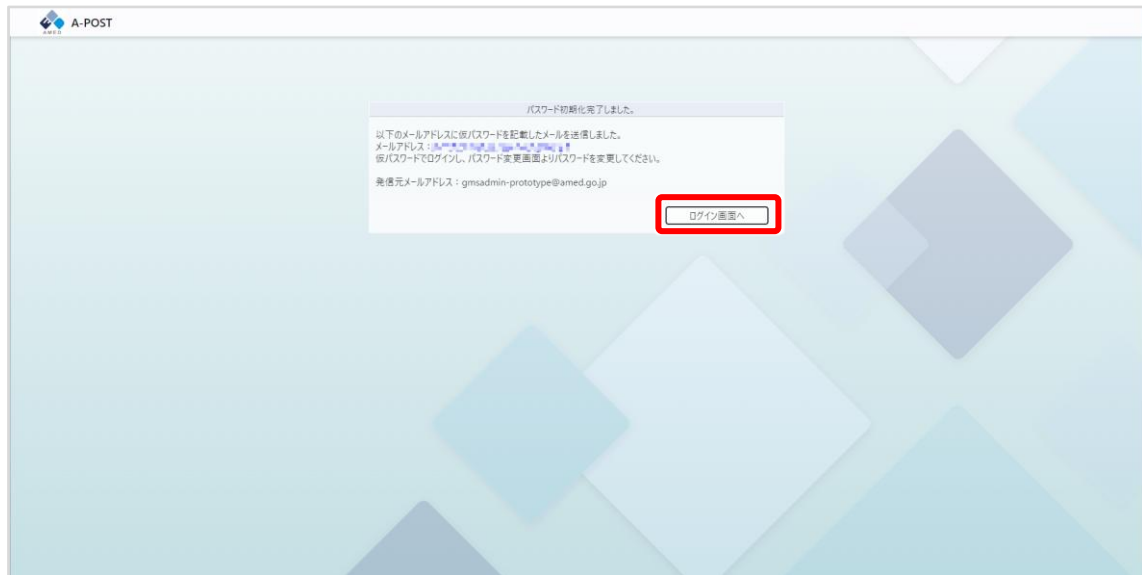 A-POST
AMED
パスワード初期化完了しました。
以下のメールアドレスに仮パスワードを記載したメールを送信しました。
メールアドレス：
仮パスワードでログインし、パスワード変更画面よりパスワードを変更してください。
発信元メールアドレス：gmsadmin-prototype@amed.go.jp
ログイン画面へ